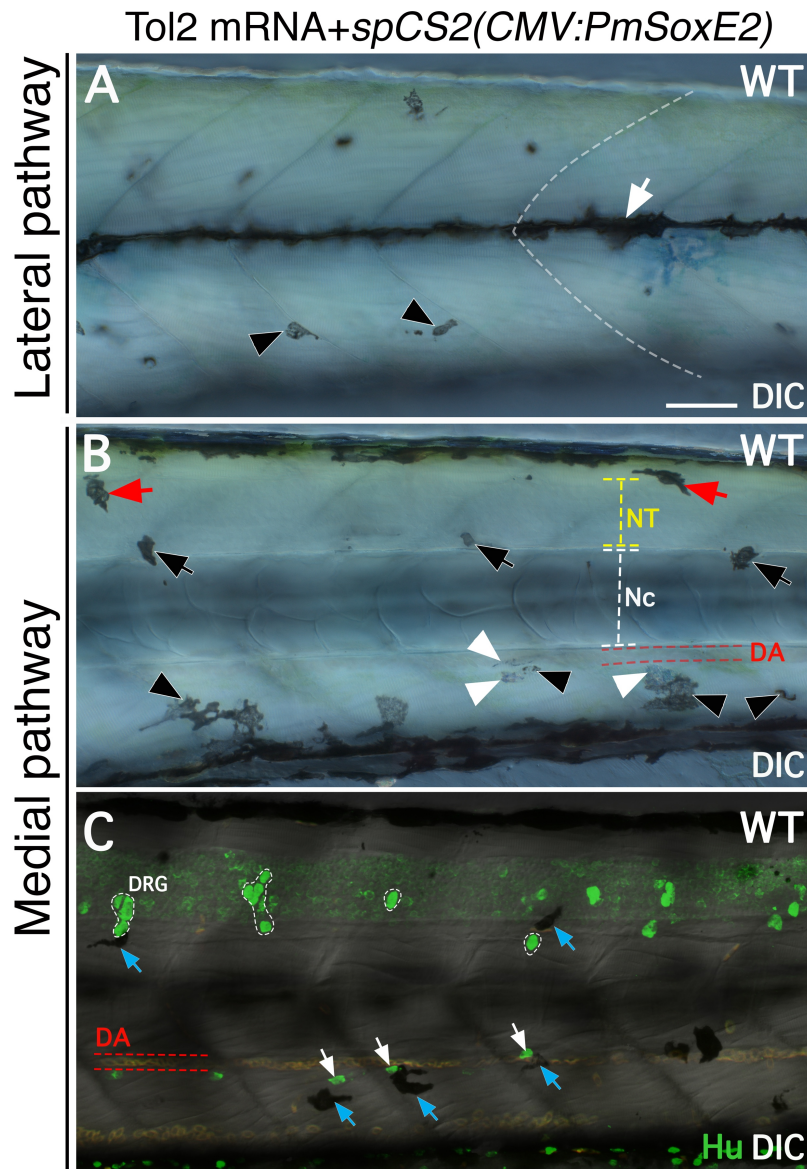 Tol2 mRNA+spCS2(CMV:PmSoxE2)
Lateral pathway
A
WT
DIC
Medial pathway
B
WT
NT
Nc
DA
DIC
C
WT
DRG
DA
Hu DIC